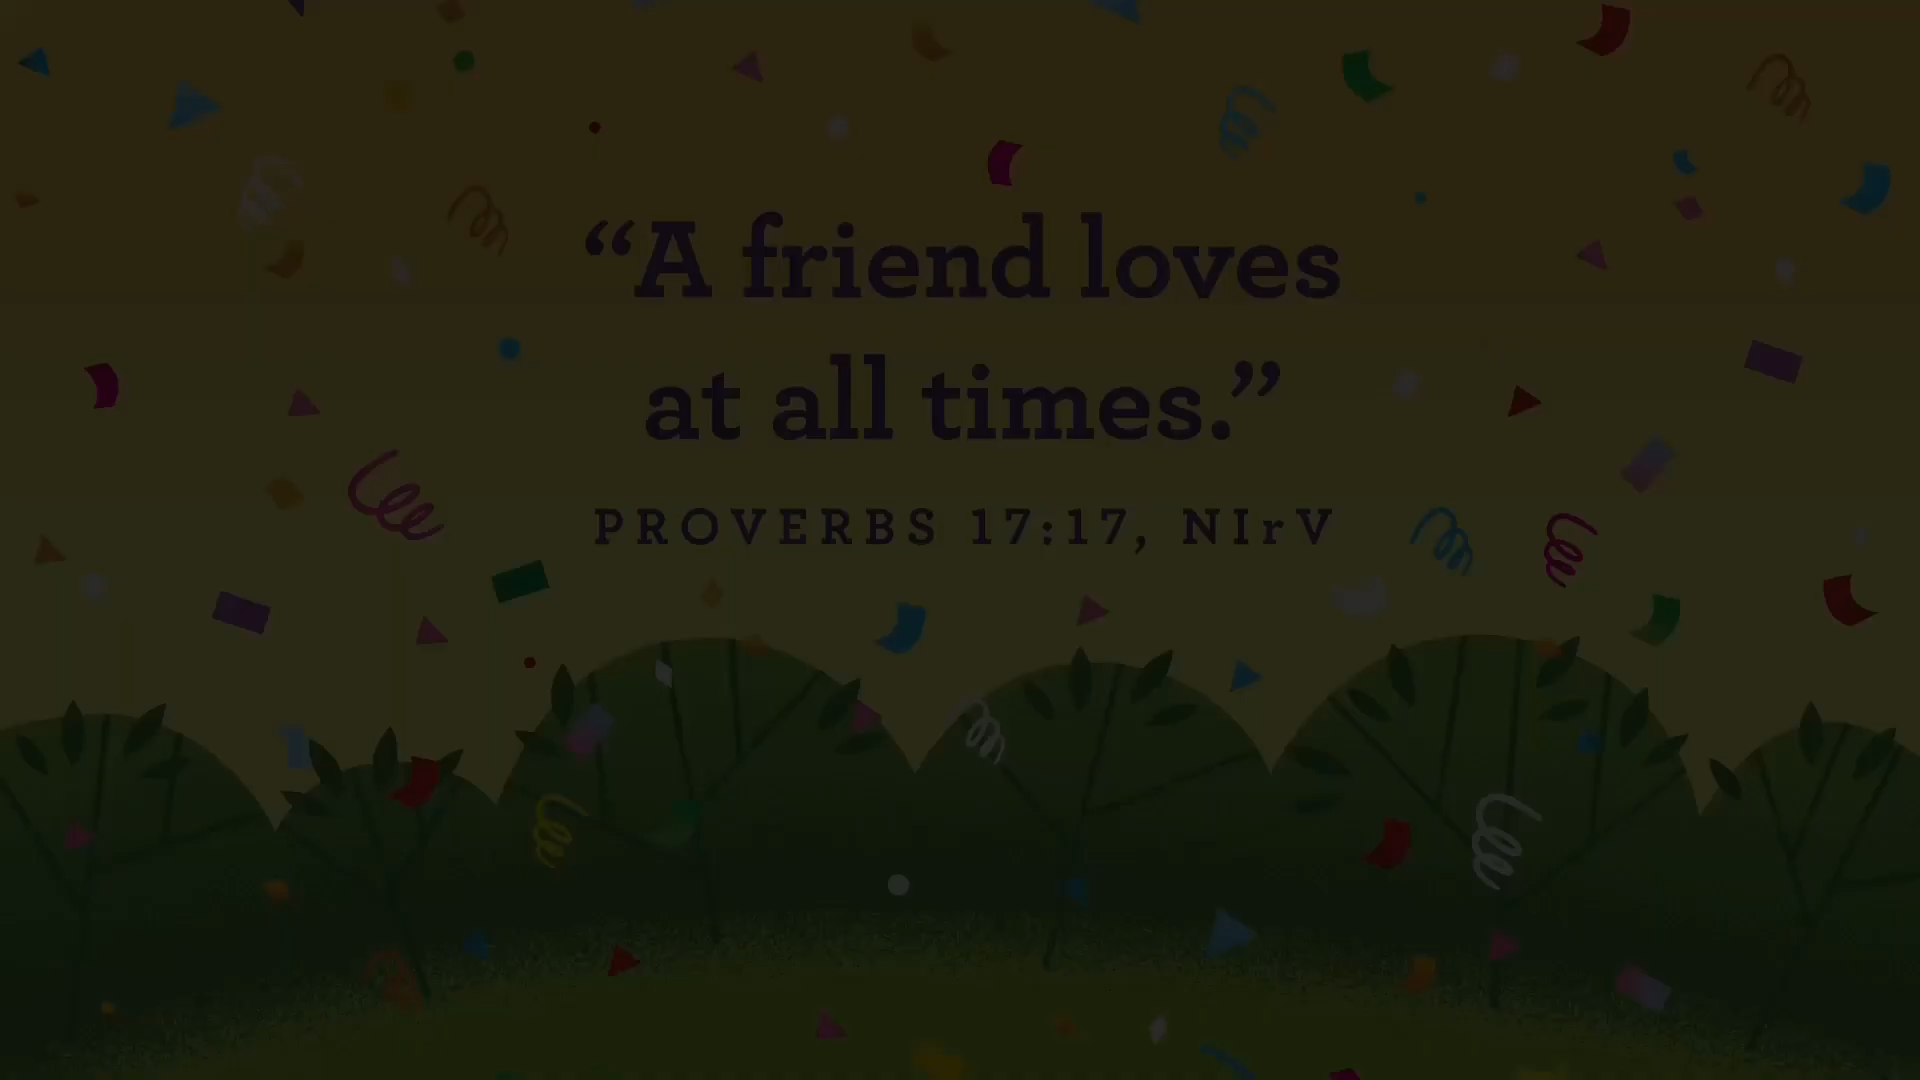 “A friend loves
at all times.”
PROVERBS 17:17, NIrV